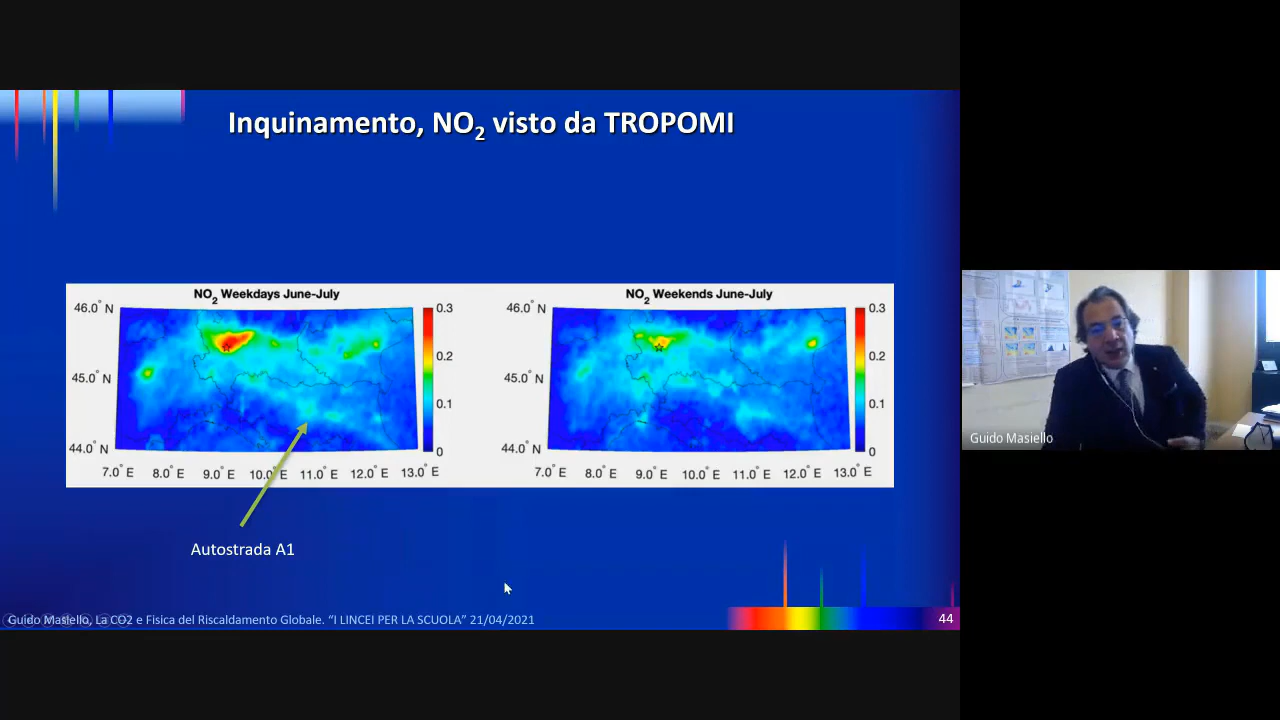 Inquinamento, NO2 visto da TROPOMI
NO2 Weekdays June-July
46.0° N
45.0° N
44.0° N
7.0° E 8.0° E 9.0° E 10.0° E 11.0° E 12.0° E 13.0° E
0.3
0.2
0.1
0
NO2 Weekends June-July
46.0° N
45.0° N
44.0° N
7.0° E 8.0° E 9.0° E 10.0° E 11.0° E 12.0° E 13.0° E
0.3
0.2
0.1
0
Autostrada A1
Guido Masiello, La CO2 e Fisica del Riscaldamento Globale. “I LINCEI PER LA SCUOLA” 21/04/2021
44
Guido Masiello